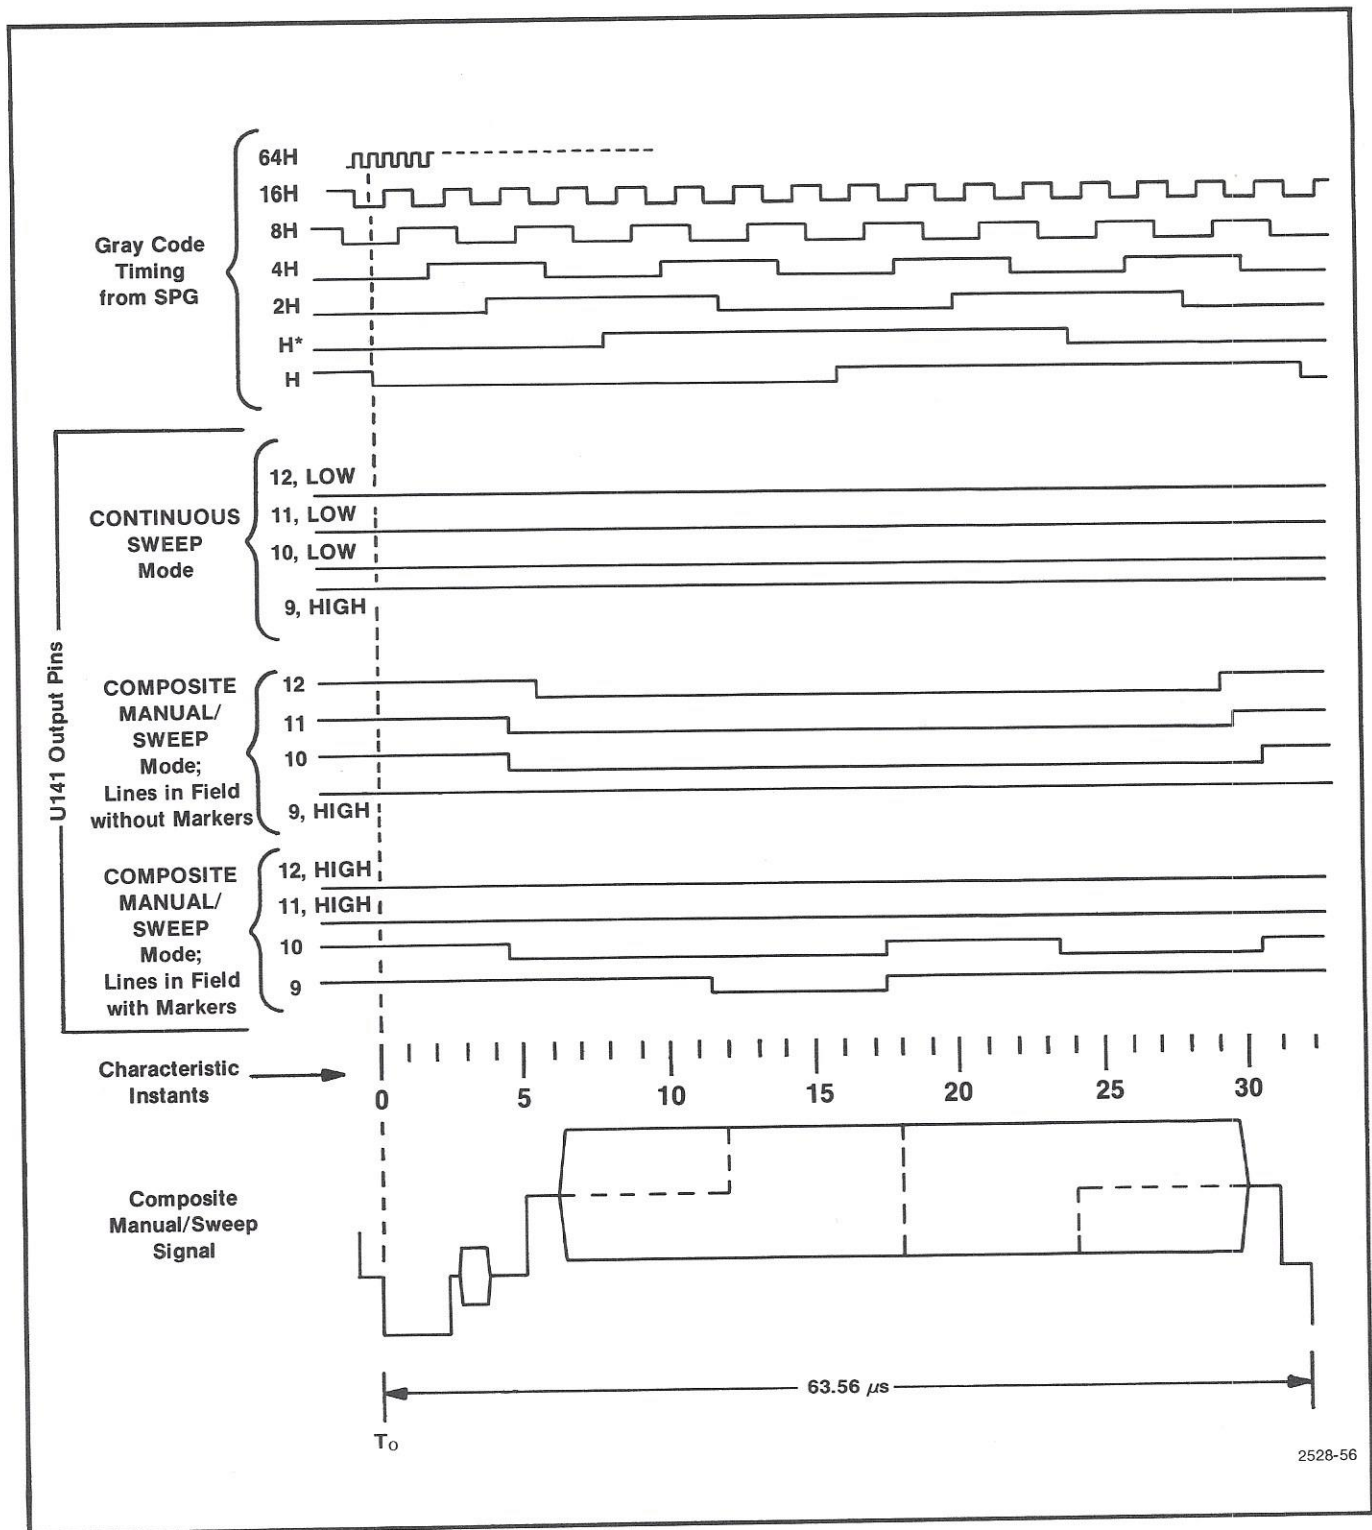 64H
16H
8H
4H
2H
H*
H
Gray Code
Timing
from SPG
U141 Output Pins
CONTINUOUS
SWEEP
Mode
12, LOW
11, LOW
10, LOW
9, HIGH
COMPOSITE
MANUAL/
SWEEP
Mode;
Lines in Field
without Markers
12
11
10
9, HIGH
COMPOSITE
MANUAL/
SWEEP
Mode;
Lines in Field
with Markers
12, HIGH
11, HIGH
10
9
Characteristic
Instants
0 5 10 15 20 25 30
Composite
Manual/Sweep
Signal
63.56 μs
T₀
2528-56